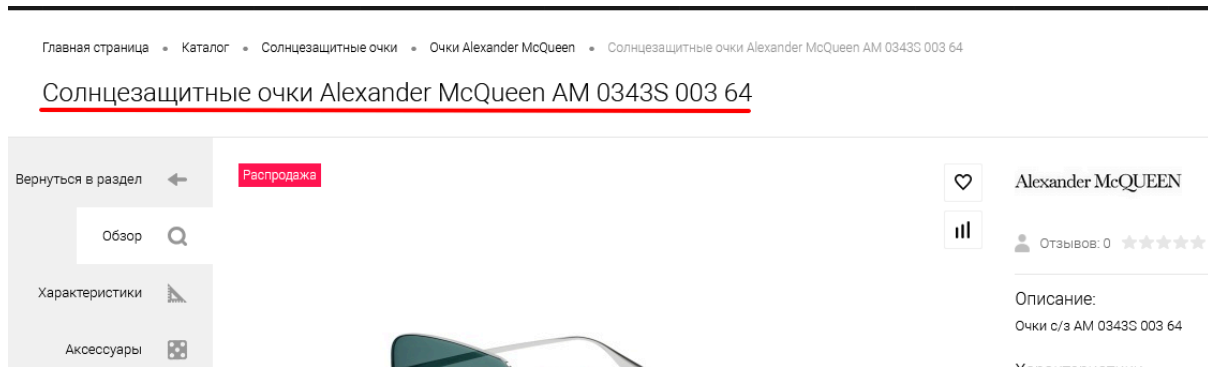 Главная страница • Каталог • Солнцезащитные очки • Очки Alexander McQueen • Солнцезащитные очки Alexander McQueen AM 0343S 003 64
Солнцезащитные очки Alexander McQueen AM 0343S 003 64
Вернуться в раздел
Обзор
Характеристики
Аксессуары
Распродажа
Alexander McQUEEN
Отзывов: 0
Описание:
Очки с/з AM 0343S 003 64